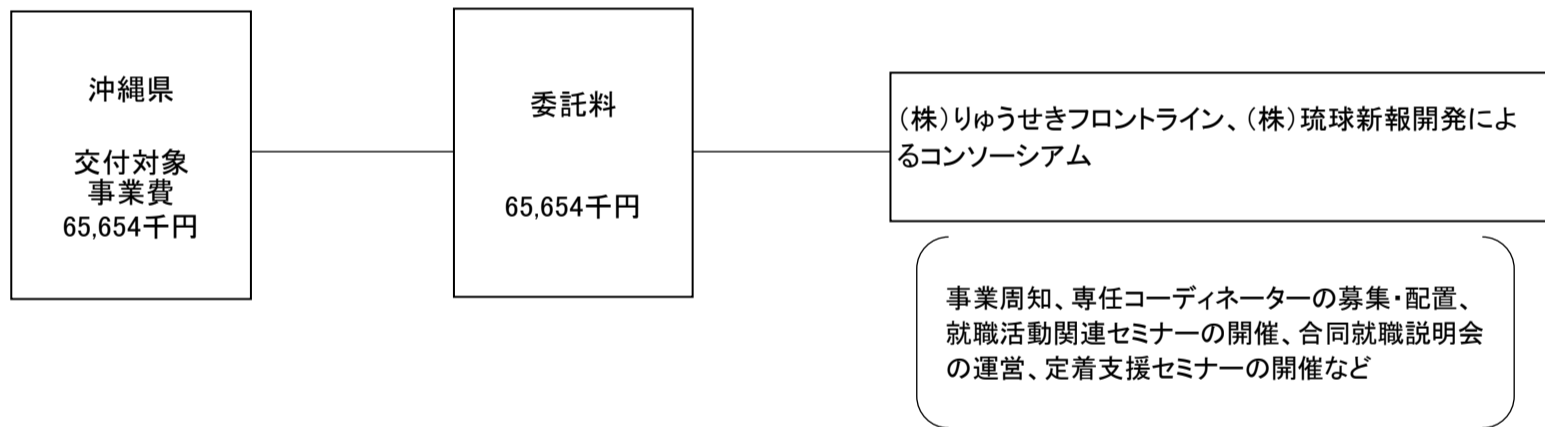 沖縄県
交付対象
事業費
65,654千円
委託料
65,654千円
(株)りゅうせきフロントライン、(株)琉球新報開発によ
るコンソーシアム
事業周知、専任コーディネーターの募集・配置、
就職活動関連セミナーの開催、合同就職説明会
の運営、定着支援セミナーの開催など